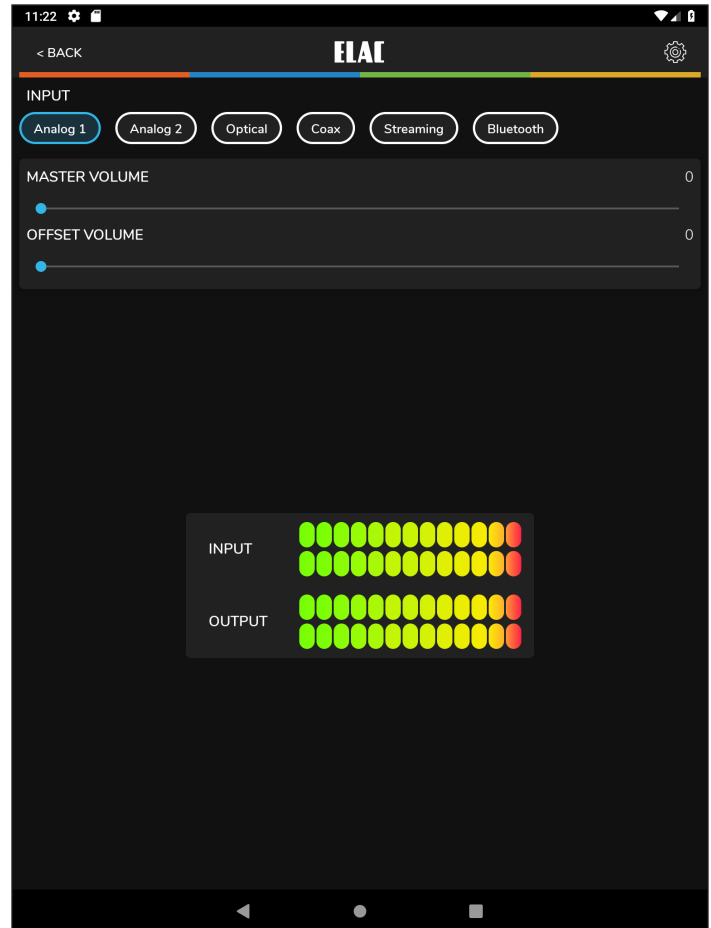 11:22
< BACK
ELAC
INPUT
Analog 1 Analog 2 Optical Coax Streaming Bluetooth
MASTER VOLUME 0
OFFSET VOLUME 0
INPUT
OUTPUT